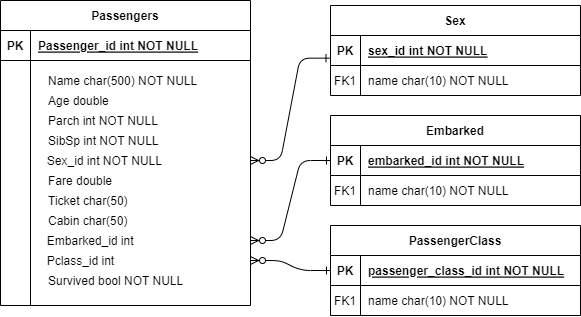 Passengers
PK Passenger_id int NOT NULL
Name char(500) NOT NULL
Age double
Parch int NOT NULL
SibSp int NOT NULL
Sex_id int NOT NULL
Fare double
Ticket char(50)
Cabin char(50)
Embarked_id int
Pclass_id int
Survived bool NOT NULL
Sex
PK sex_id int NOT NULL
FK1 name char(10) NOT NULL
Embarked
PK embarked_id int NOT NULL
FK1 name char(10) NOT NULL
PassengerClass
PK passenger_class_id int NOT NULL
FK1 name char(10) NOT NULL